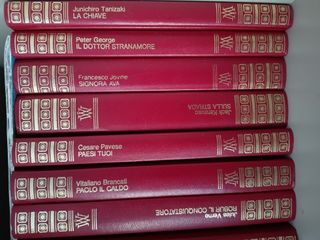 Junichiro Tanizaki
LA CHIAVE
Peter George
IL DOTTOR STRANAMORE
Francesco Jovine
SIGNORA AVA
Jack Kerouac
SULLA STRADA
Cesare Pavese
PAESI TUOI
Vitaliano Brancati
PAOLO IL CALDO
Jules Verne
ROBUR IL CONQUISTATORE